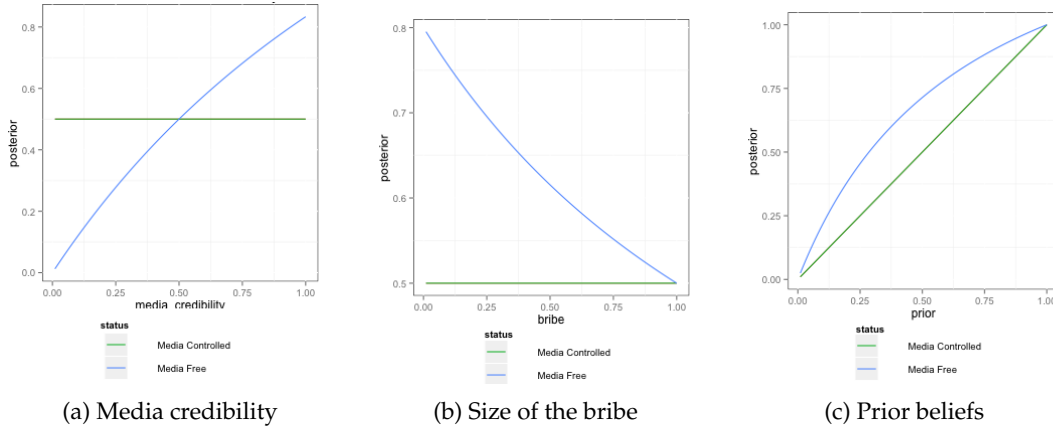 0.8
0.6
0.4
0.2
0.0
posterior
0.00 0.25 0.50 0.75 1.00
media_credibility
status
Media Controlled
Media Free
(a) Media credibility
0.8
0.7
0.6
0.5
posterior
0.00 0.25 0.50 0.75 1.00
bribe
status
Media Controlled
Media Free
(b) Size of the bribe
1.00
0.75
0.50
0.25
0.00
posterior
0.00 0.25 0.50 0.75 1.00
prior
status
Media Controlled
Media Free
(c) Prior beliefs